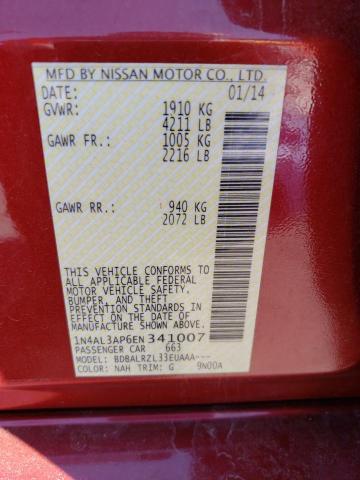 MFD BY NISSAN MOTOR CO., LTD.
DATE: 01/14
GVWR: 1910 KG
4211 LB
GAWR FR: 1005 KG
2216 LB
GAWR RR: 940 KG
2072 LB
THIS VEHICLE CONFORMS TO
ALL APPLICABLE FEDERAL
MOTOR VEHICLE SAFETY,
BUMPER, AND THEFT
PREVENTION STANDARDS IN
EFFECT ON THE DATE OF
MANUFACTURE SHOWN ABOVE.
1N4AL3AP6EN341007
PASSENGER CAR 663
MODEL: BDBALRZL33EUAAA---
COLOR: NAH TRIM: G 9N00A